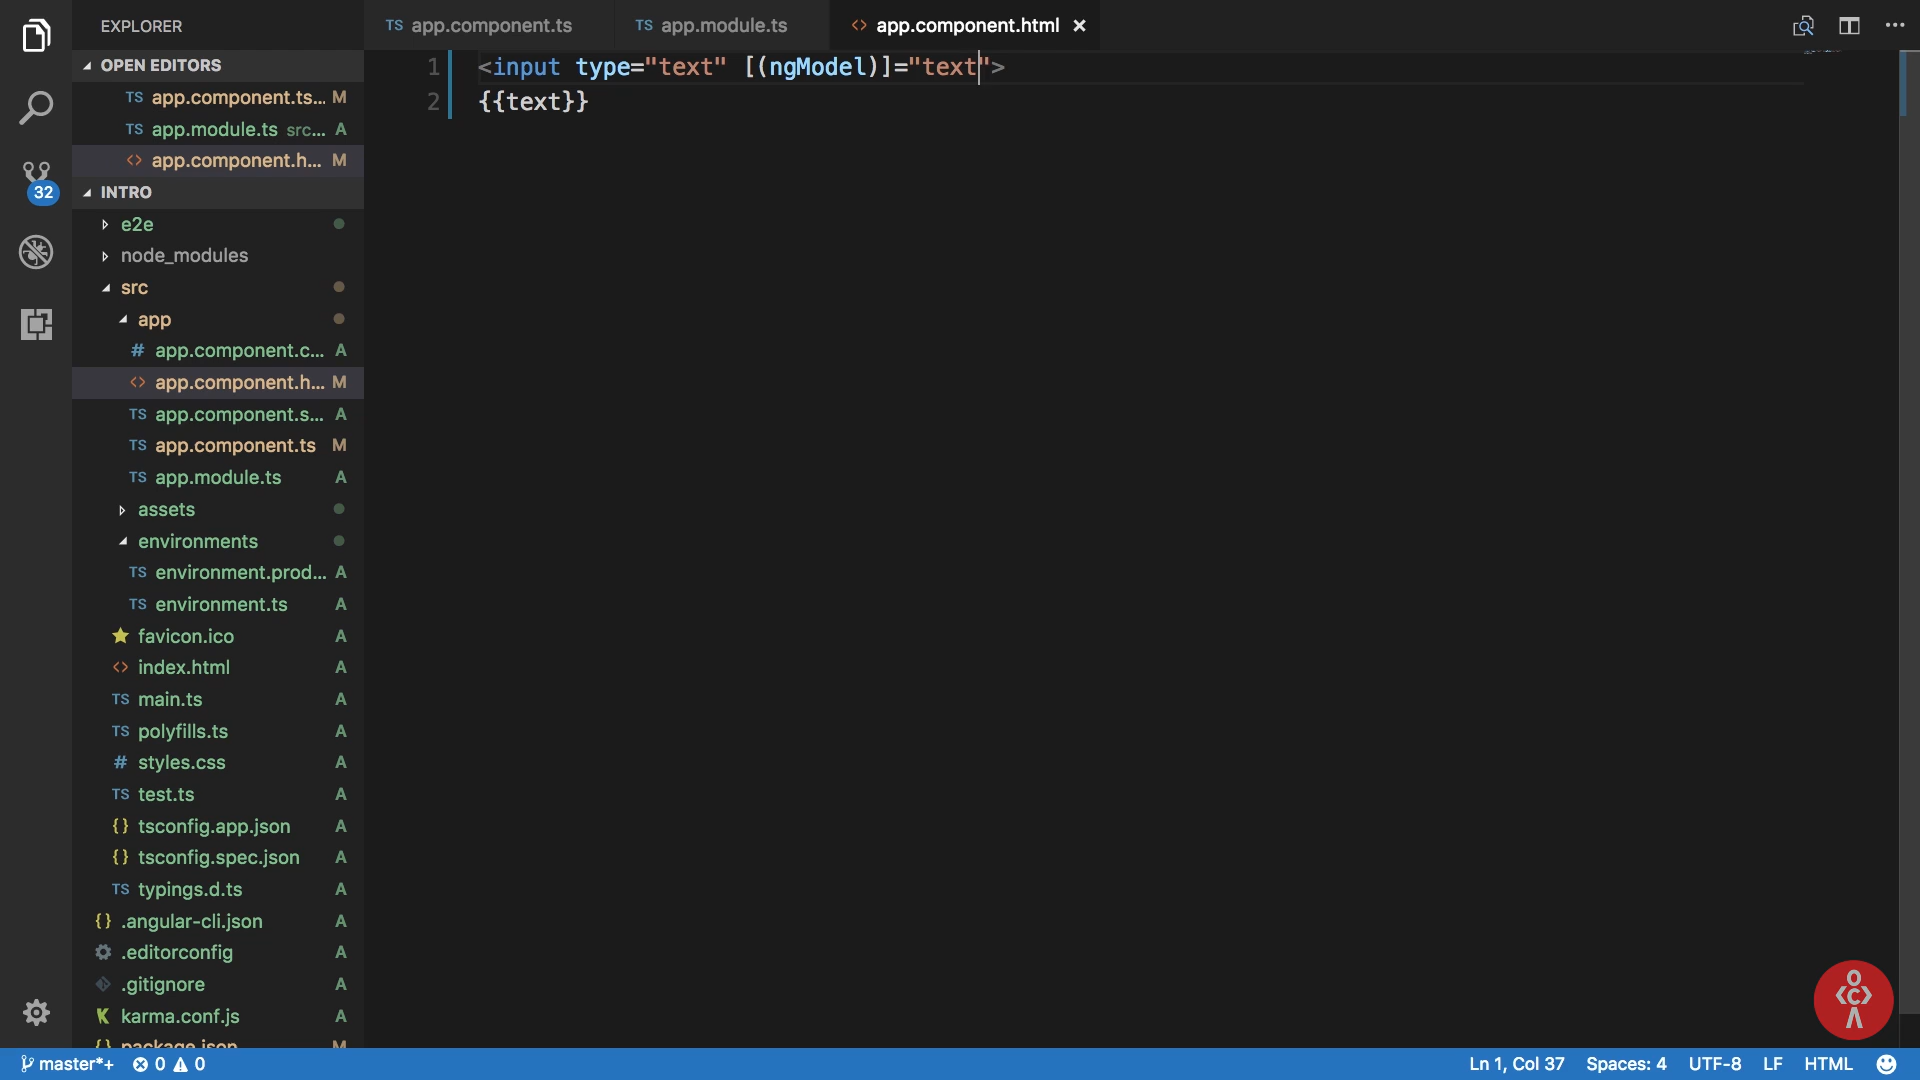 EXPLORER
TS app.component.ts
TS app.module.ts
<> app.component.html ×
OPEN EDITORS
TS app.component.ts... M
TS app.module.ts src... A
<> app.component.h... M
32
INTRO
e2e
node_modules
src
app
# app.component.c... A
<> app.component.h... M
TS app.component.s... A
TS app.component.ts M
TS app.module.ts A
assets
environments
TS environment.prod... A
TS environment.ts A
favicon.ico A
<> index.html A
TS main.ts A
TS polyfills.ts A
# styles.css A
TS test.ts A
{} tsconfig.app.json A
{} tsconfig.spec.json A
TS typings.d.ts A
{} .angular-cli.json A
.editorconfig A
.gitignore A
K karma.conf.js A
{} package.json M
1 <input type="text" [(ngModel)]="text">
2 {{text}}
master*+ 0 0
Ln 1, Col 37 Spaces: 4 UTF-8 LF HTML